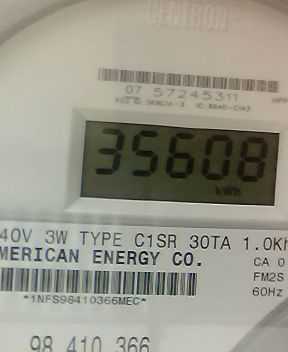 CENTRON®
07 57245311
35608
kWh
40V 3W TYPE C1SR 30TA 1.0Kh
MERICAN ENERGY CO.
CA 0
FM2S
60Hz
*1NFS98410366MEC*
98 410 366